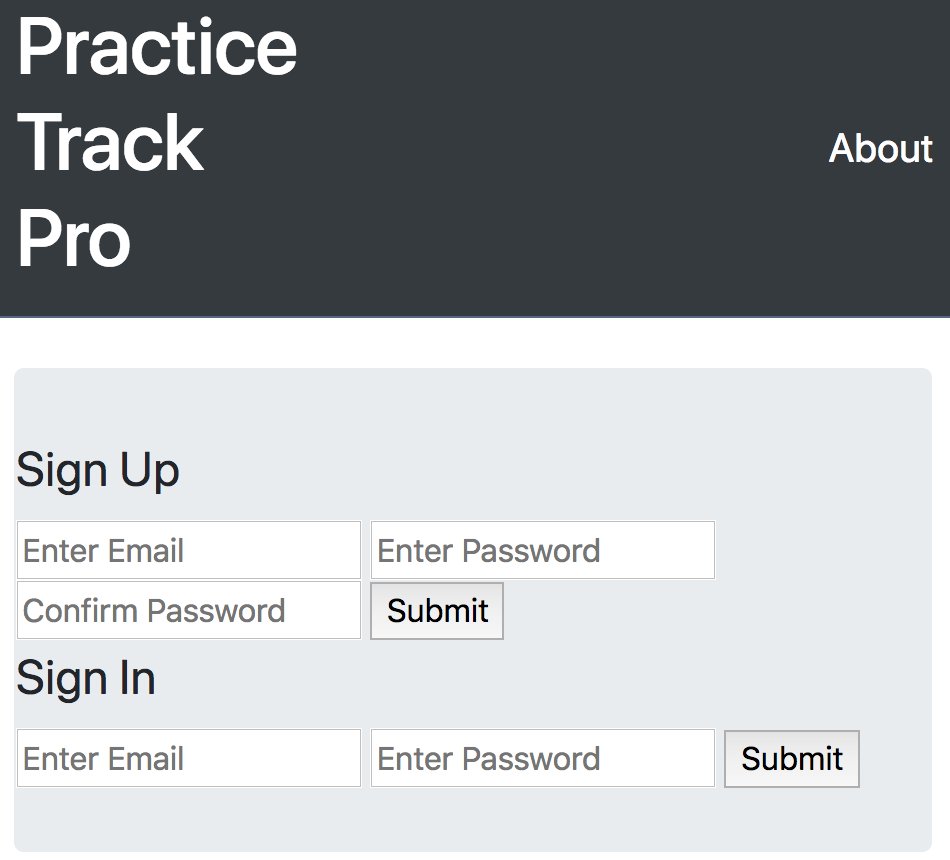 Practice
Track
Pro
About
Sign Up
Enter Email Enter Password
Confirm Password Submit
Sign In
Enter Email Enter Password Submit